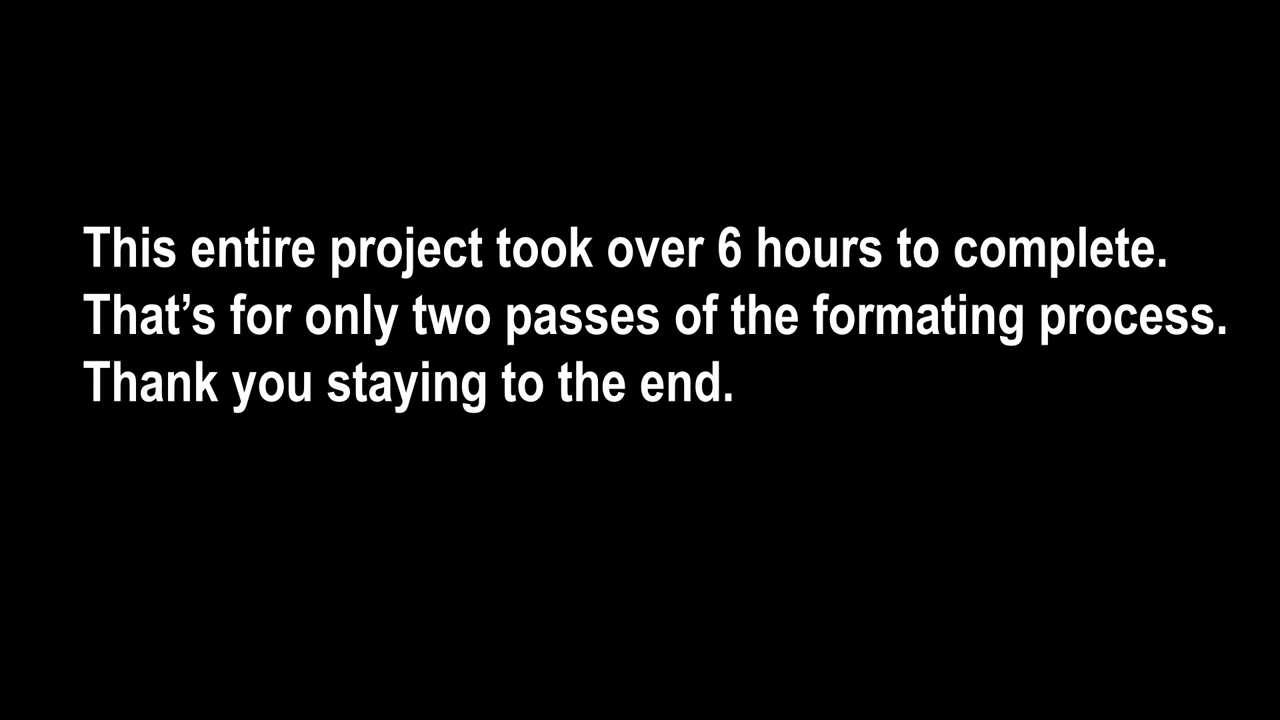 This entire project took over 6 hours to complete.
That’s for only two passes of the formating process.
Thank you staying to the end.